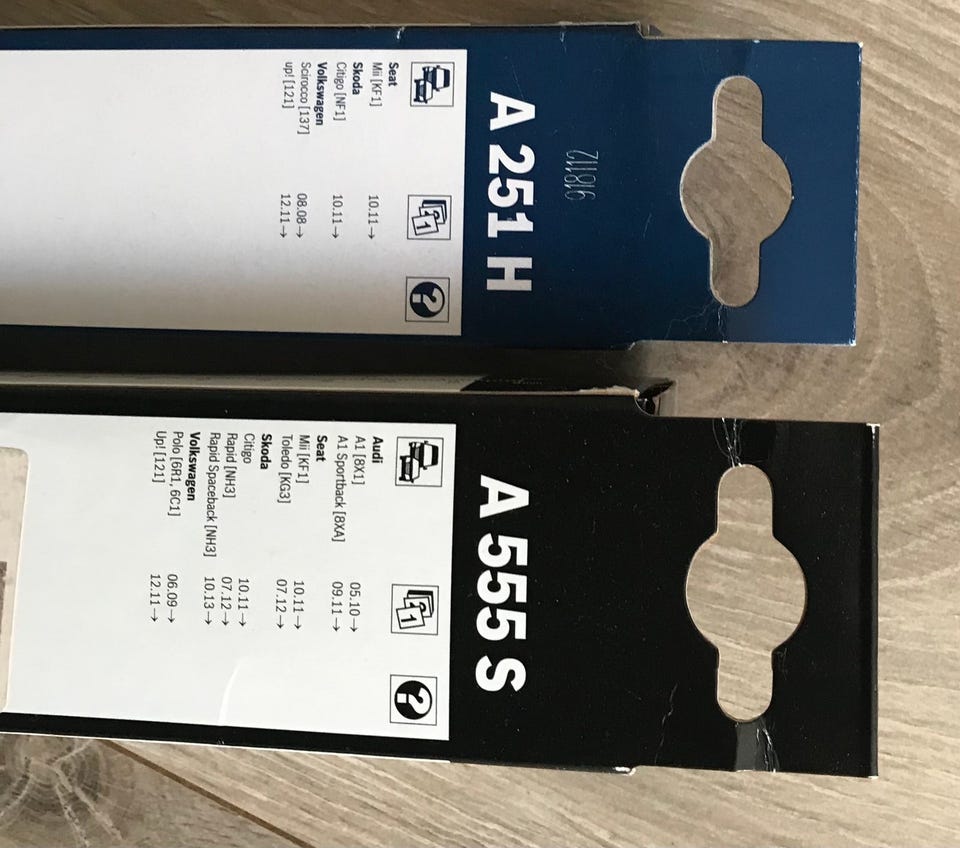 A 251 H
Seat
Mii [KF1] 10.11→
Skoda
Citigo [NF1] 10.11→
Volkswagen
Scirocco [137] 08.08→
up! [121] 12.11→
A 555 S
Audi
A1 [8X1] 05.10→
A1 Sportback [8XA] 09.11→
Seat
Mii [KF1] 10.11→
Toledo [KG3] 07.12→
Skoda
Citigo 10.11→
Rapid [NH3] 07.12→
Rapid Spaceback [NH3] 10.13→
Volkswagen
Polo [6R1, 6C1] 06.09→
Up! [121] 12.11→